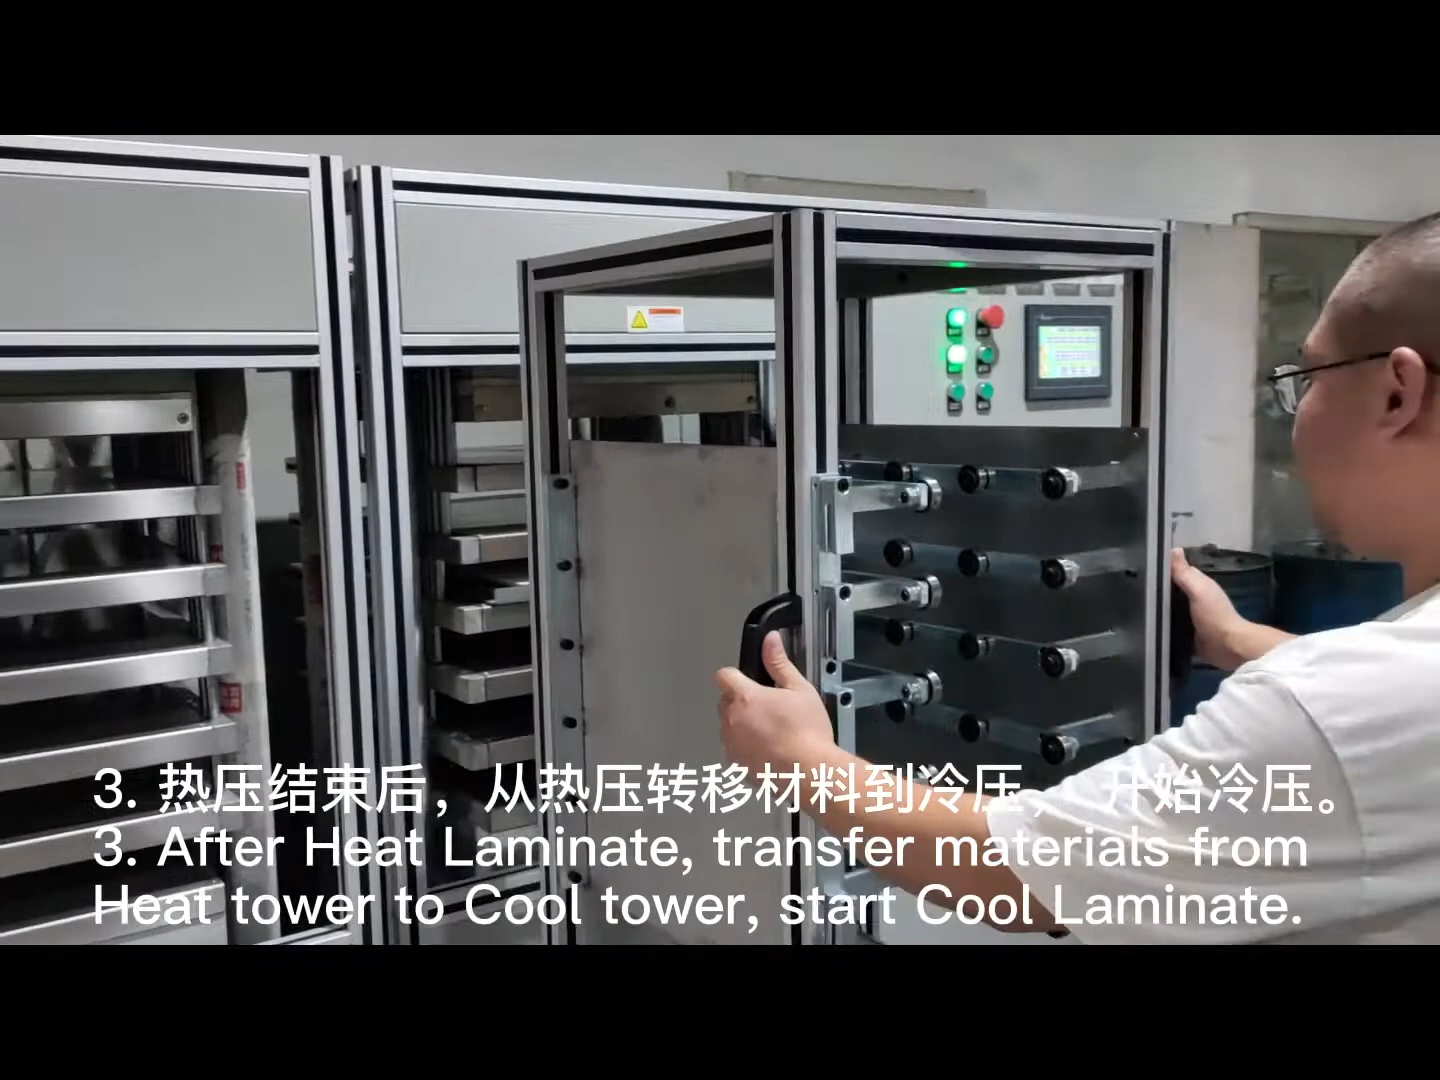 3. 热压结束后，从热压转移材料到冷压，开始冷压。
3. After Heat Laminate, transfer materials from
Heat tower to Cool tower, start Cool Laminate.